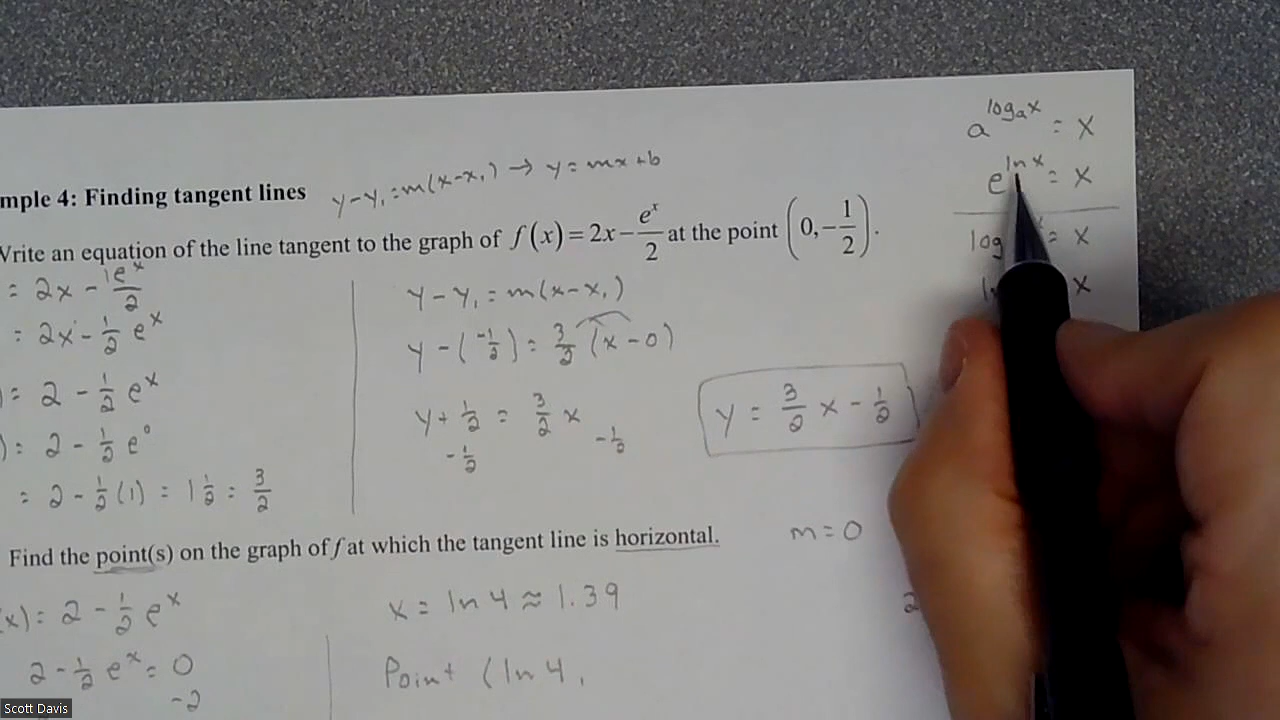 a^{log_a x} = x
e^{ln x} = x
log = x
x
mple 4: Finding tangent lines y-y₁=m(x-x₁) → y=mx+b
Write an equation of the line tangent to the graph of f(x)=2x-e^x/2 at the point (0,-1/2).
= 2x - 1e^x/2
= 2x - 1/2 e^x
)= 2 - 1/2 e^x
)= 2 - 1/2 e^0
= 2 - 1/2 (1) = 1 1/2 = 3/2
y-y₁=m(x-x₁)
y-(-1/2)=3/2(x-0)
y+1/2 = 3/2 x
-1/2 -1/2
y = 3/2 x - 1/2
Find the point(s) on the graph of f at which the tangent line is horizontal. m=0
x)= 2 - 1/2 e^x
2 - 1/2 e^x = 0
-2
x = ln 4 ≈ 1.39
Point (ln 4,
2
Scott Davis